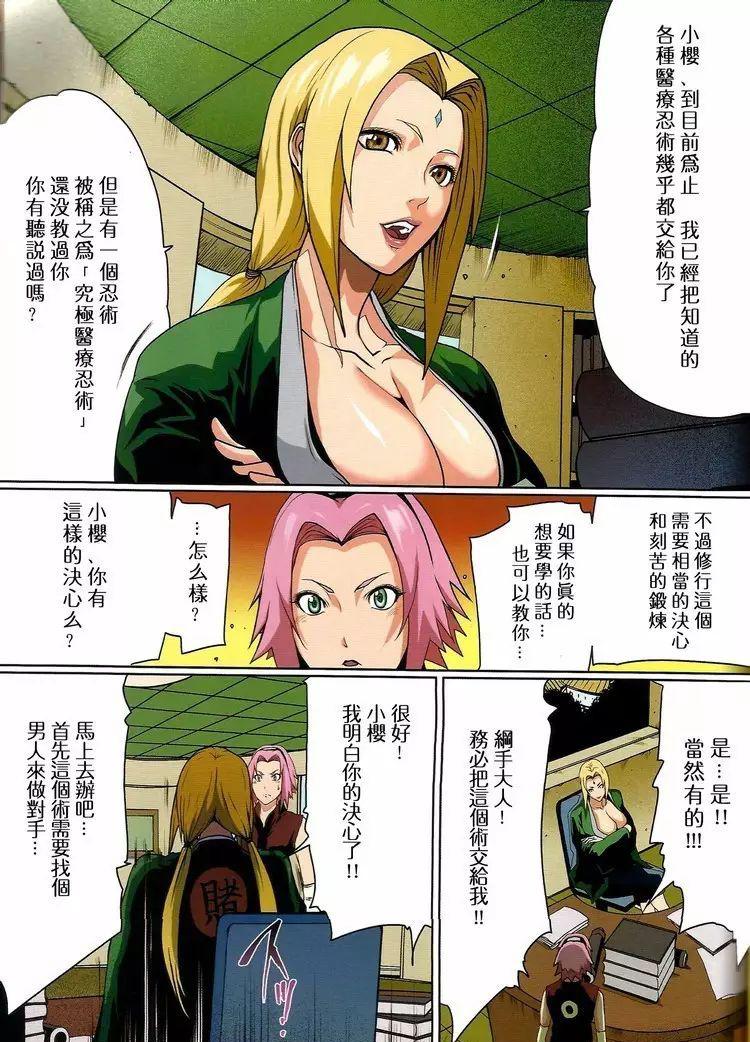 小櫻、到目前爲止 我已經把知道的
各種醫療忍術幾乎都交給你了
但是有一個忍術
被稱之爲「究極醫療忍術」
還没教過你
你有聽説過嗎？
不過修行這個
需要相當的决心
和刻苦的鍛煉
如果你眞的
想要學的話…
也可以教你…
…怎么樣？
小櫻、你有
這樣的決心么？
是…是!!
當然有的!!!
綱手大人！
務必把這個術交給我!!
很好！
小櫻
我明白你的決心了!!
馬上去辦吧…
首先這個術需要找個
男人來做對手…
賭